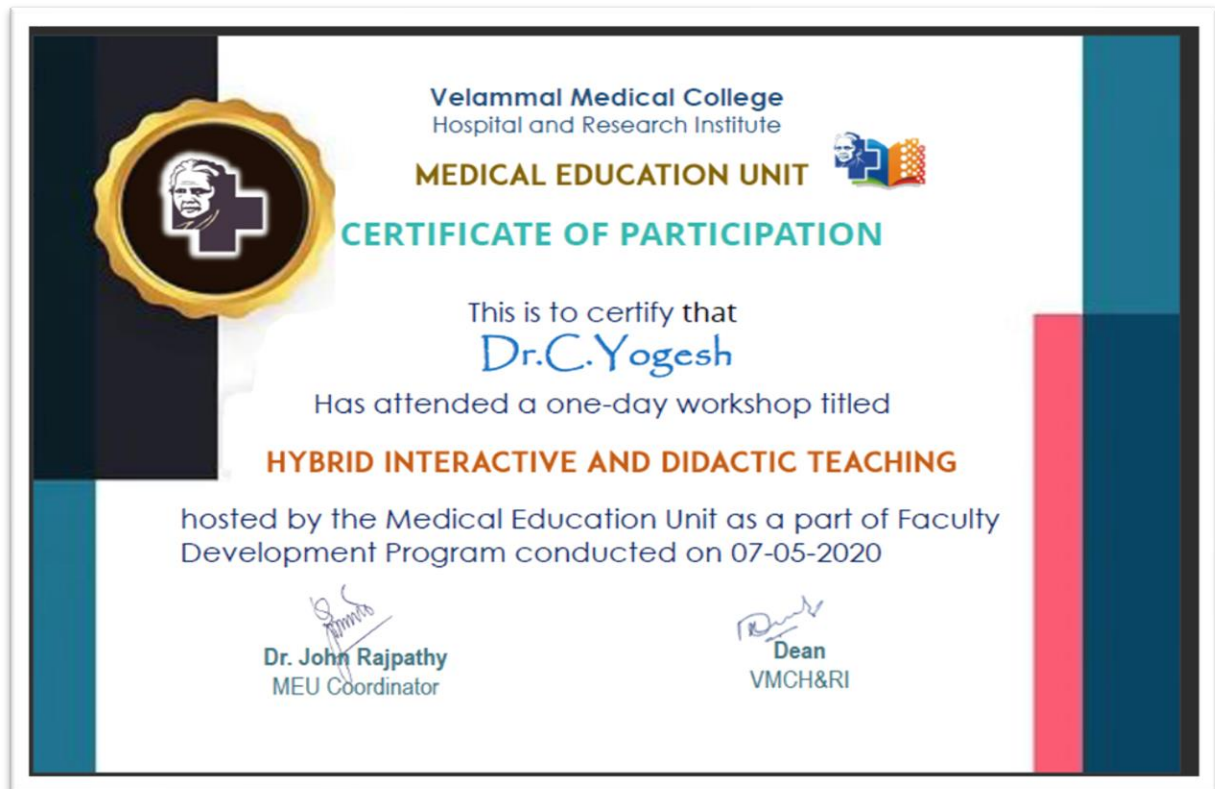 Velammal Medical College
Hospital and Research Institute
MEDICAL EDUCATION UNIT
CERTIFICATE OF PARTICIPATION
This is to certify that
Dr.C.Yogesh
Has attended a one-day workshop titled
HYBRID INTERACTIVE AND DIDACTIC TEACHING
hosted by the Medical Education Unit as a part of Faculty
Development Program conducted on 07-05-2020
Dr. John Rajpathy
MEU Coordinator
Dean
VMCH&RI